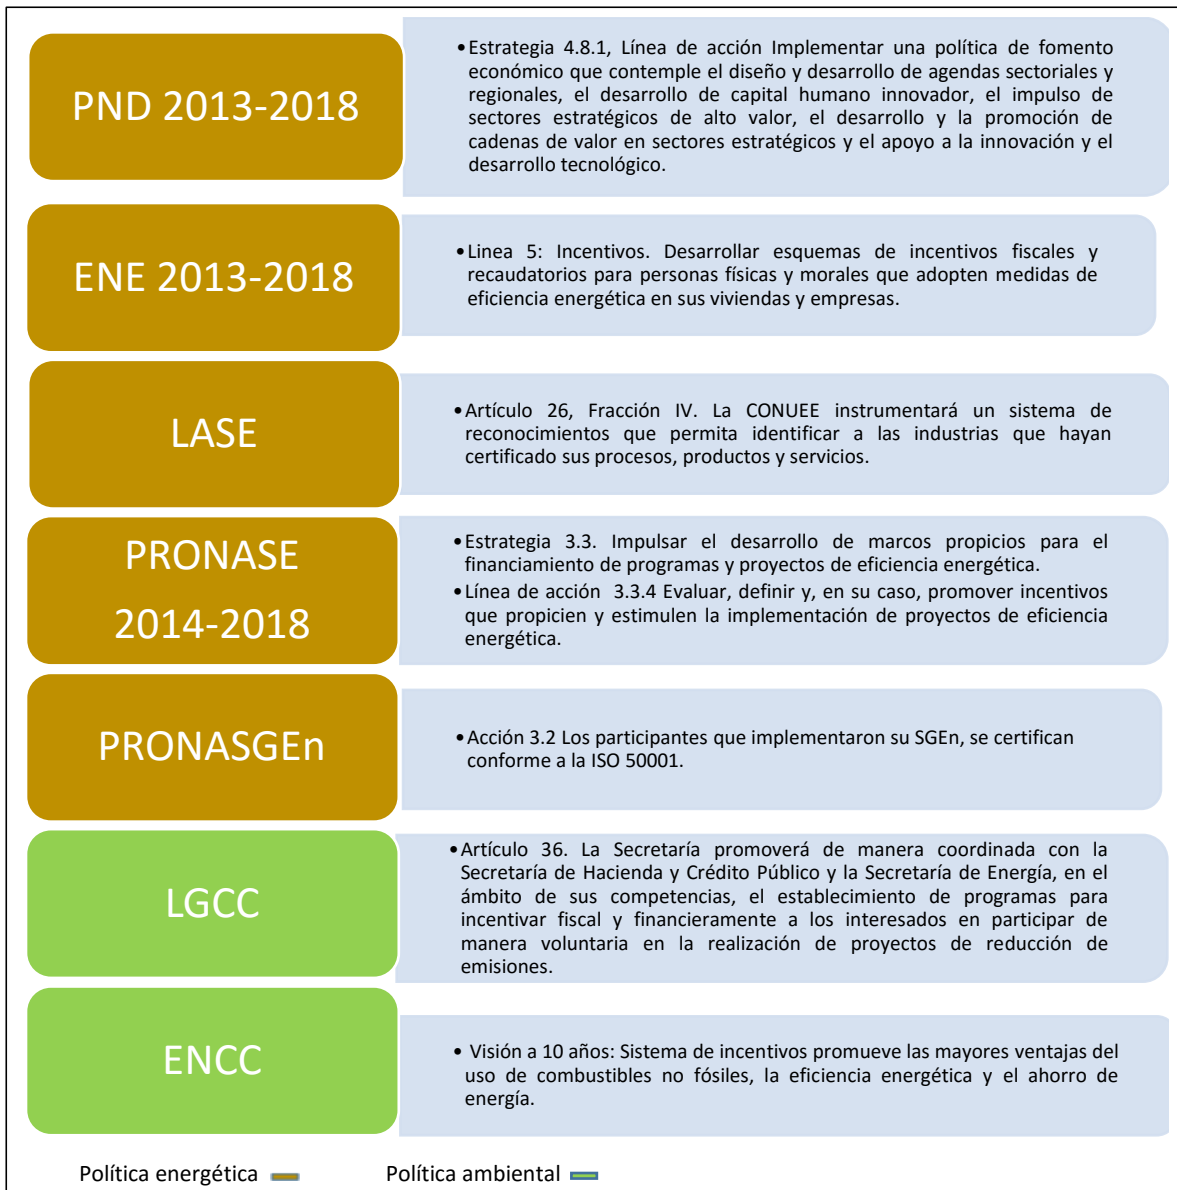 PND 2013-2018
•Estrategia 4.8.1, Línea de acción Implementar una política de fomento
económico que contemple el diseño y desarrollo de agendas sectoriales y
regionales, el desarrollo de capital humano innovador, el impulso de
sectores estratégicos de alto valor, el desarrollo y la promoción de
cadenas de valor en sectores estratégicos y el apoyo a la innovación y el
desarrollo tecnológico.
ENE 2013-2018
•Linea 5: Incentivos. Desarrollar esquemas de incentivos fiscales y
recaudatorios para personas físicas y morales que adopten medidas de
eficiencia energética en sus viviendas y empresas.
LASE
•Artículo 26, Fracción IV. La CONUEE instrumentará un sistema de
reconocimientos que permita identificar a las industrias que hayan
certificado sus procesos, productos y servicios.
PRONASE
2014-2018
•Estrategia 3.3. Impulsar el desarrollo de marcos propicios para el
financiamiento de programas y proyectos de eficiencia energética.
•Línea de acción 3.3.4 Evaluar, definir y, en su caso, promover incentivos
que propicien y estimulen la implementación de proyectos de eficiencia
energética.
PRONASGEn
•Acción 3.2 Los participantes que implementaron su SGEn, se certifican
conforme a la ISO 50001.
LGCC
•Artículo 36. La Secretaría promoverá de manera coordinada con la
Secretaría de Hacienda y Crédito Público y la Secretaría de Energía, en el
ámbito de sus competencias, el establecimiento de programas para
incentivar fiscal y financieramente a los interesados en participar de
manera voluntaria en la realización de proyectos de reducción de
emisiones.
ENCC
• Visión a 10 años: Sistema de incentivos promueve las mayores ventajas del
uso de combustibles no fósiles, la eficiencia energética y el ahorro de
energía.
Política energética
Política ambiental